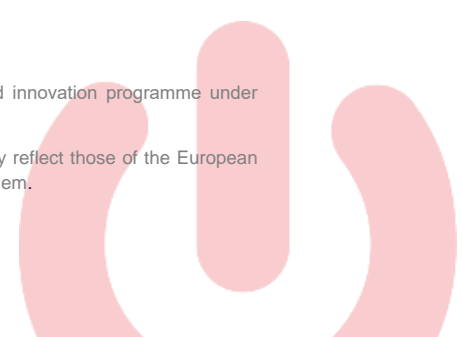 d innovation programme under
y reflect those of the European
em.